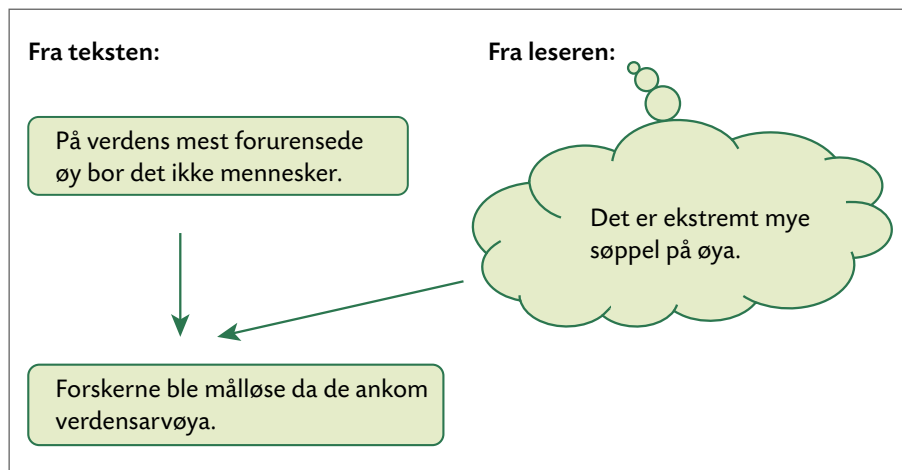 Fra teksten:
Fra leseren:
På verdens mest forurensede
øy bor det ikke mennesker.
Det er ekstremt mye
søppel på øya.
Forskerne ble målløse da de ankom
verdensarvøya.